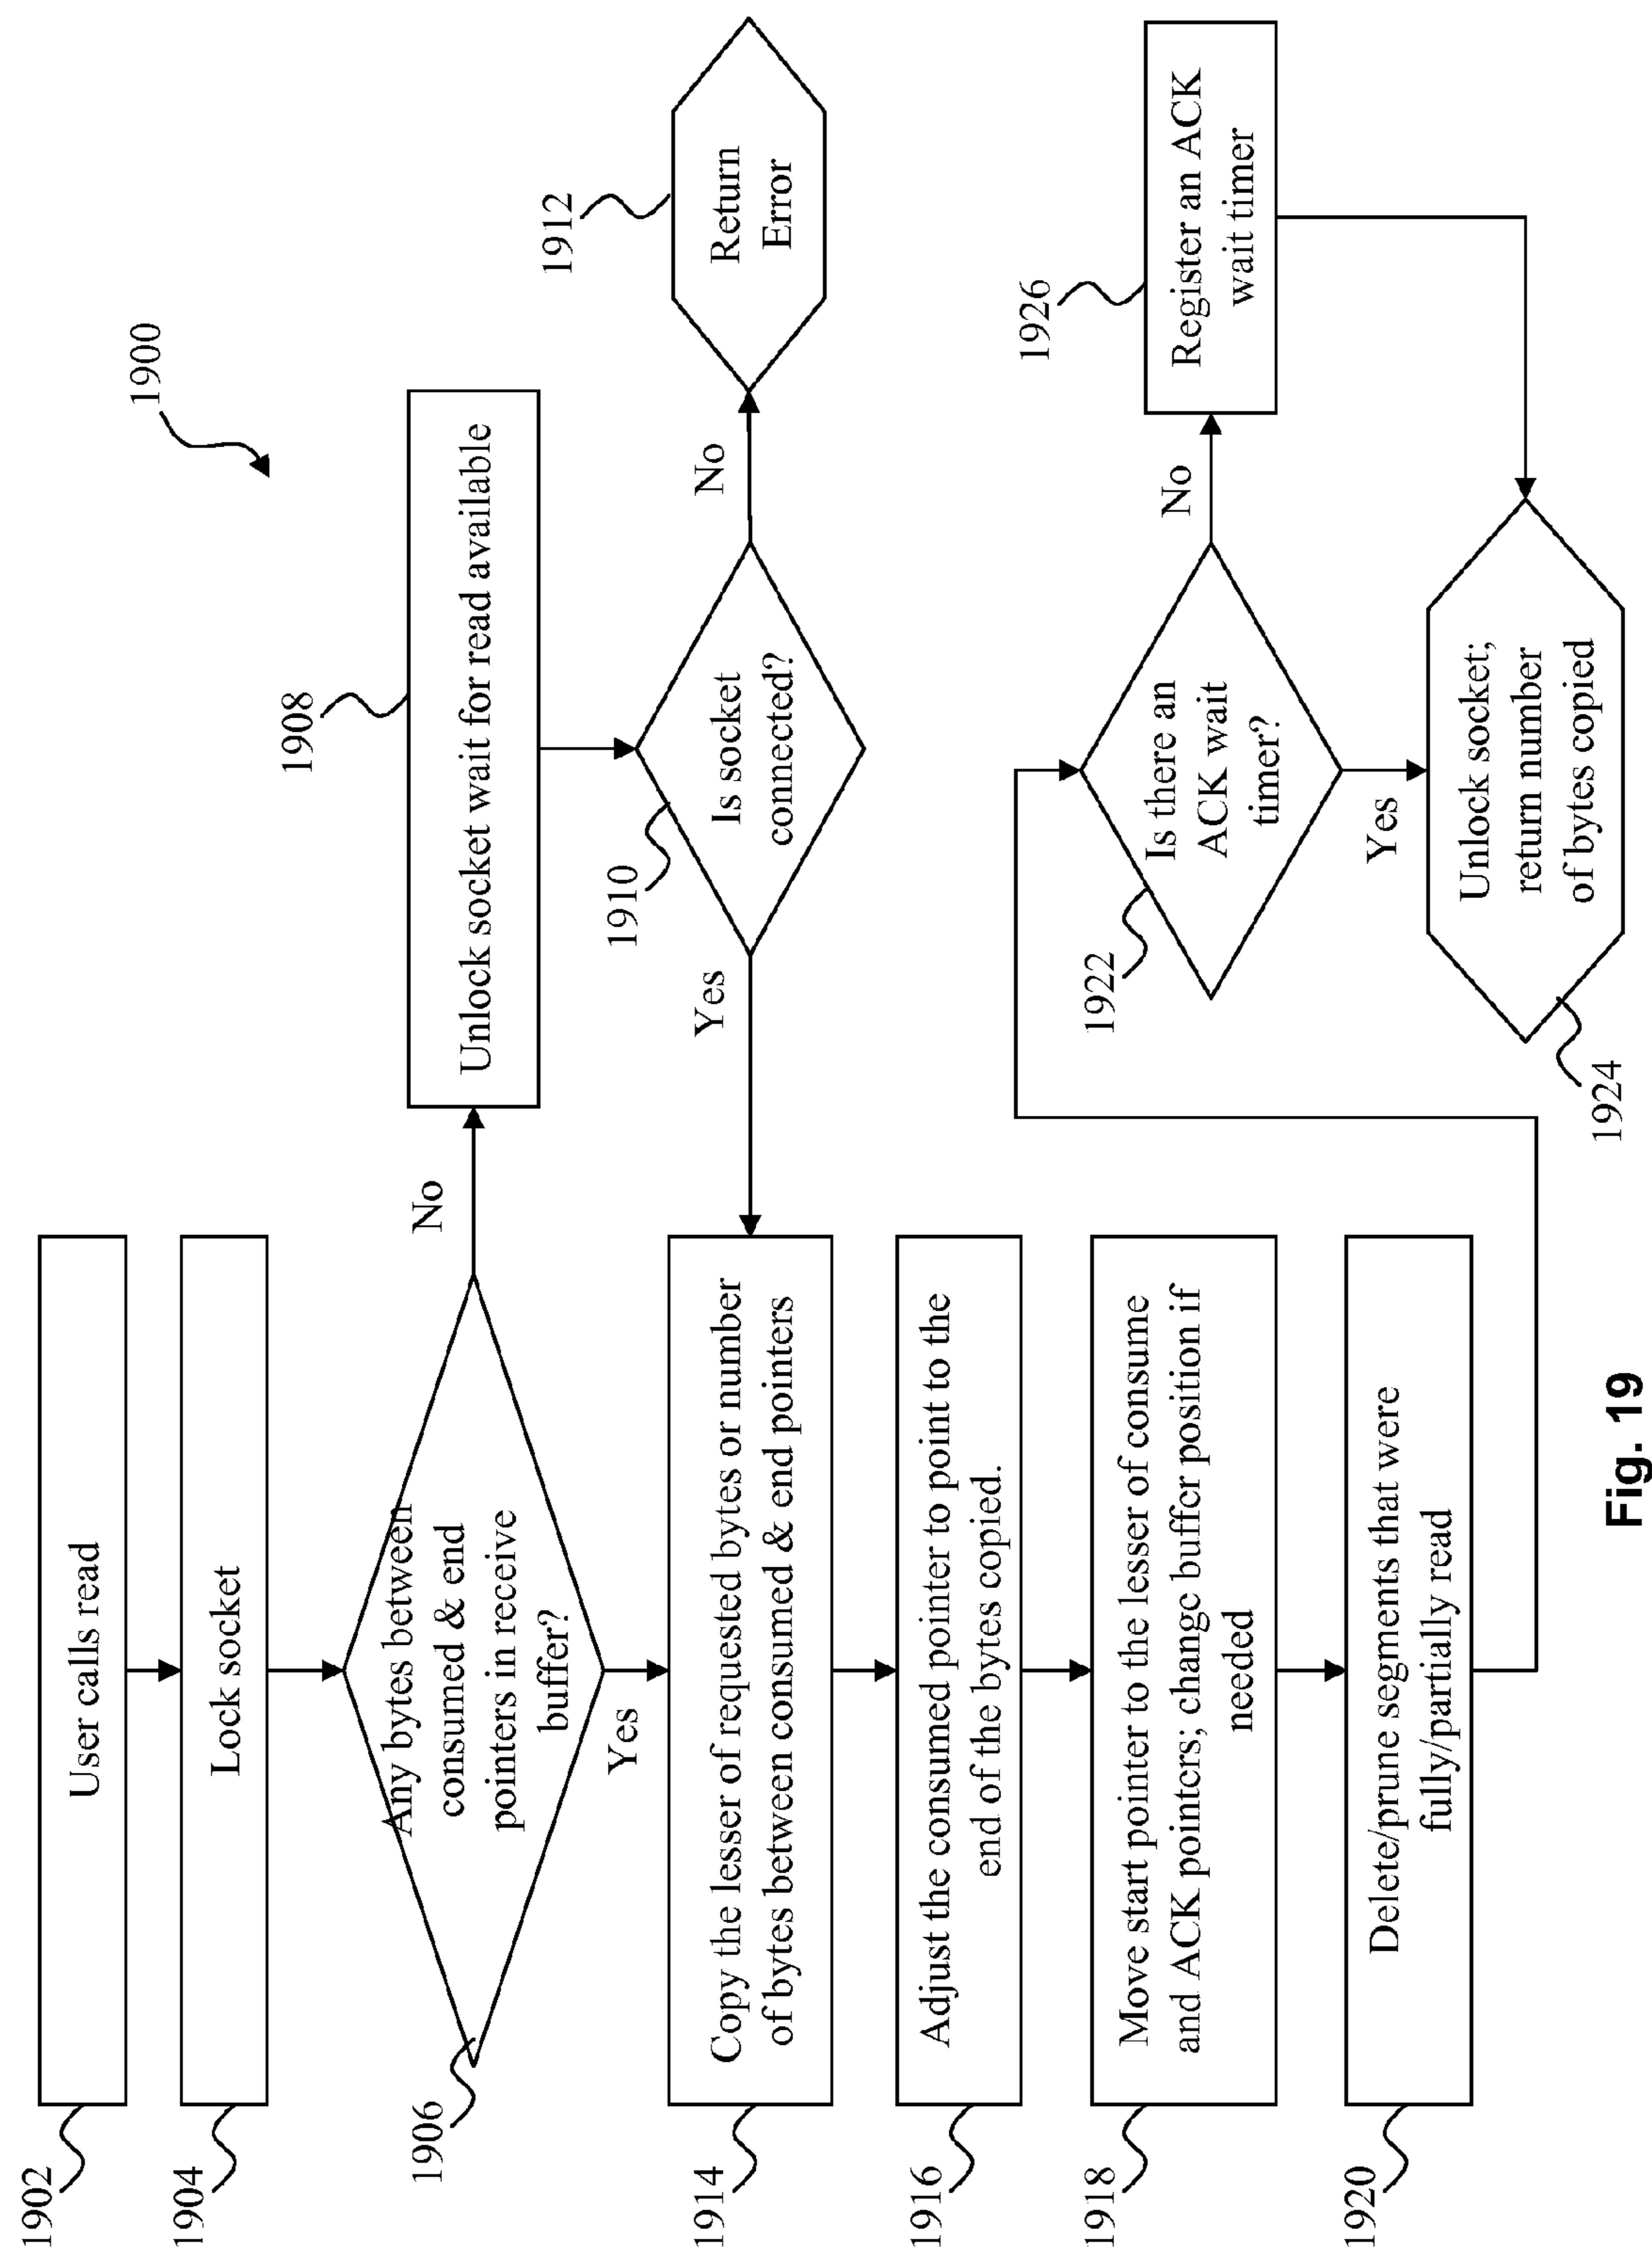 1900
1902
User calls read
1904
Lock socket
1906
Any bytes between
consumed & end
pointers in receive
buffer?
No
Yes
1908
Unlock socket wait for read available
1910
Is socket
connected?
No
Yes
1912
Return
Error
1914
Copy the lesser of requested bytes or number
of bytes between consumed & end pointers
1916
Adjust the consumed pointer to point to the
end of the bytes copied.
1918
Move start pointer to the lesser of consume
and ACK pointers; change buffer position if
needed
1920
Delete/prune segments that were
fully/partially read
1922
Is there an
ACK wait
timer?
No
Yes
1926
Register an ACK
wait timer
1924
Unlock socket;
return number
of bytes copied
Fig. 19